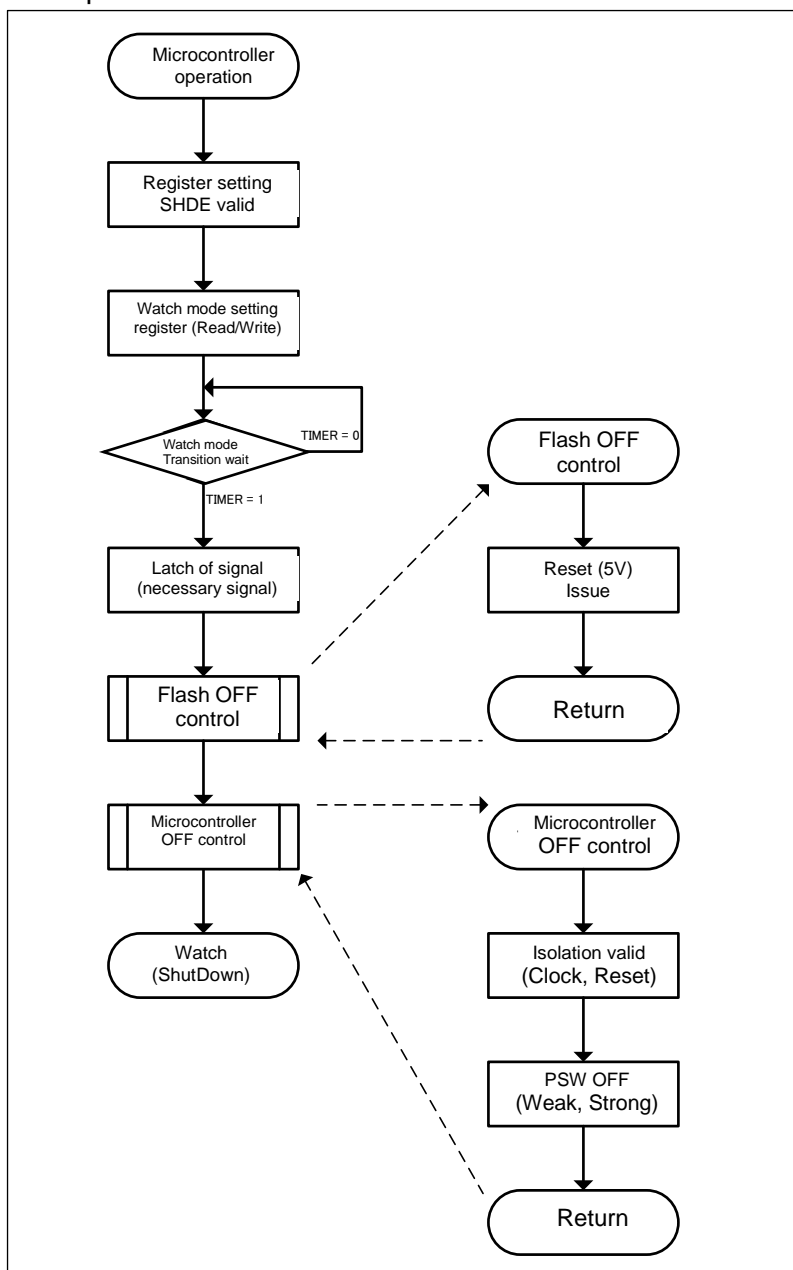 Microcontroller
operation
Register setting
SHDE valid
Watch mode setting
register (Read/Write)
Watch mode
Transition wait
TIMER = 0
TIMER = 1
Latch of signal
(necessary signal)
Flash OFF
control
Microcontroller
OFF control
Watch
(ShutDown)
Flash OFF
control
Reset (5V)
Issue
Return
Microcontroller
OFF control
Isolation valid
(Clock, Reset)
PSW OFF
(Weak, Strong)
Return